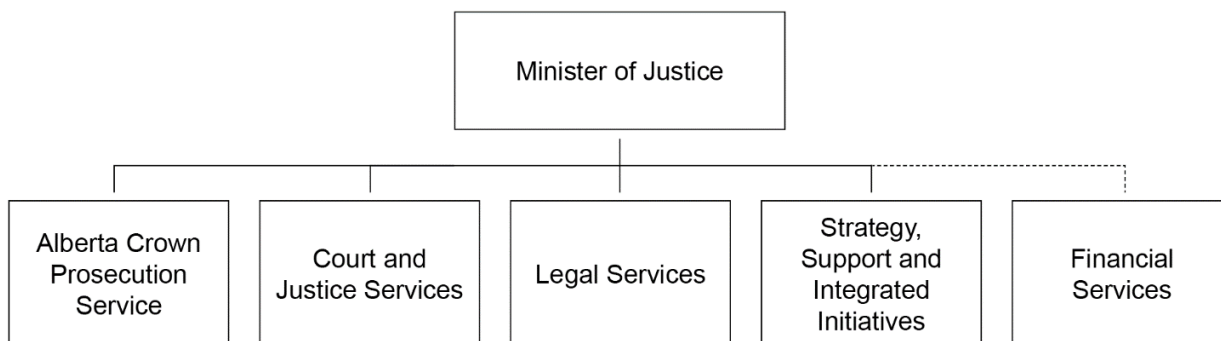 Minister of Justice
Alberta Crown
Prosecution
Service
Court and
Justice Services
Legal Services
Strategy,
Support and
Integrated
Initiatives
Financial
Services